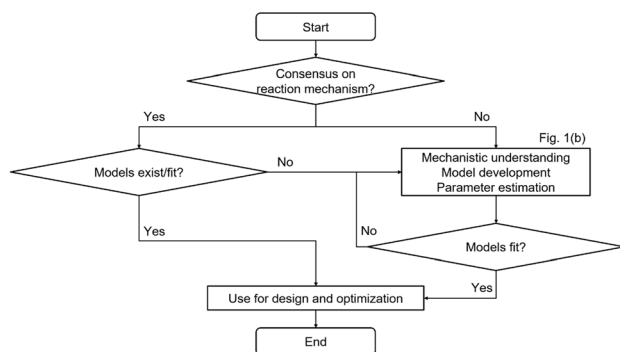 Start
Consensus on
reaction mechanism?
Yes
No
Fig. 1(b)
Models exist/fit?
No
Mechanistic understanding
Model development
Parameter estimation
Yes
No
Models fit?
Yes
Use for design and optimization
End